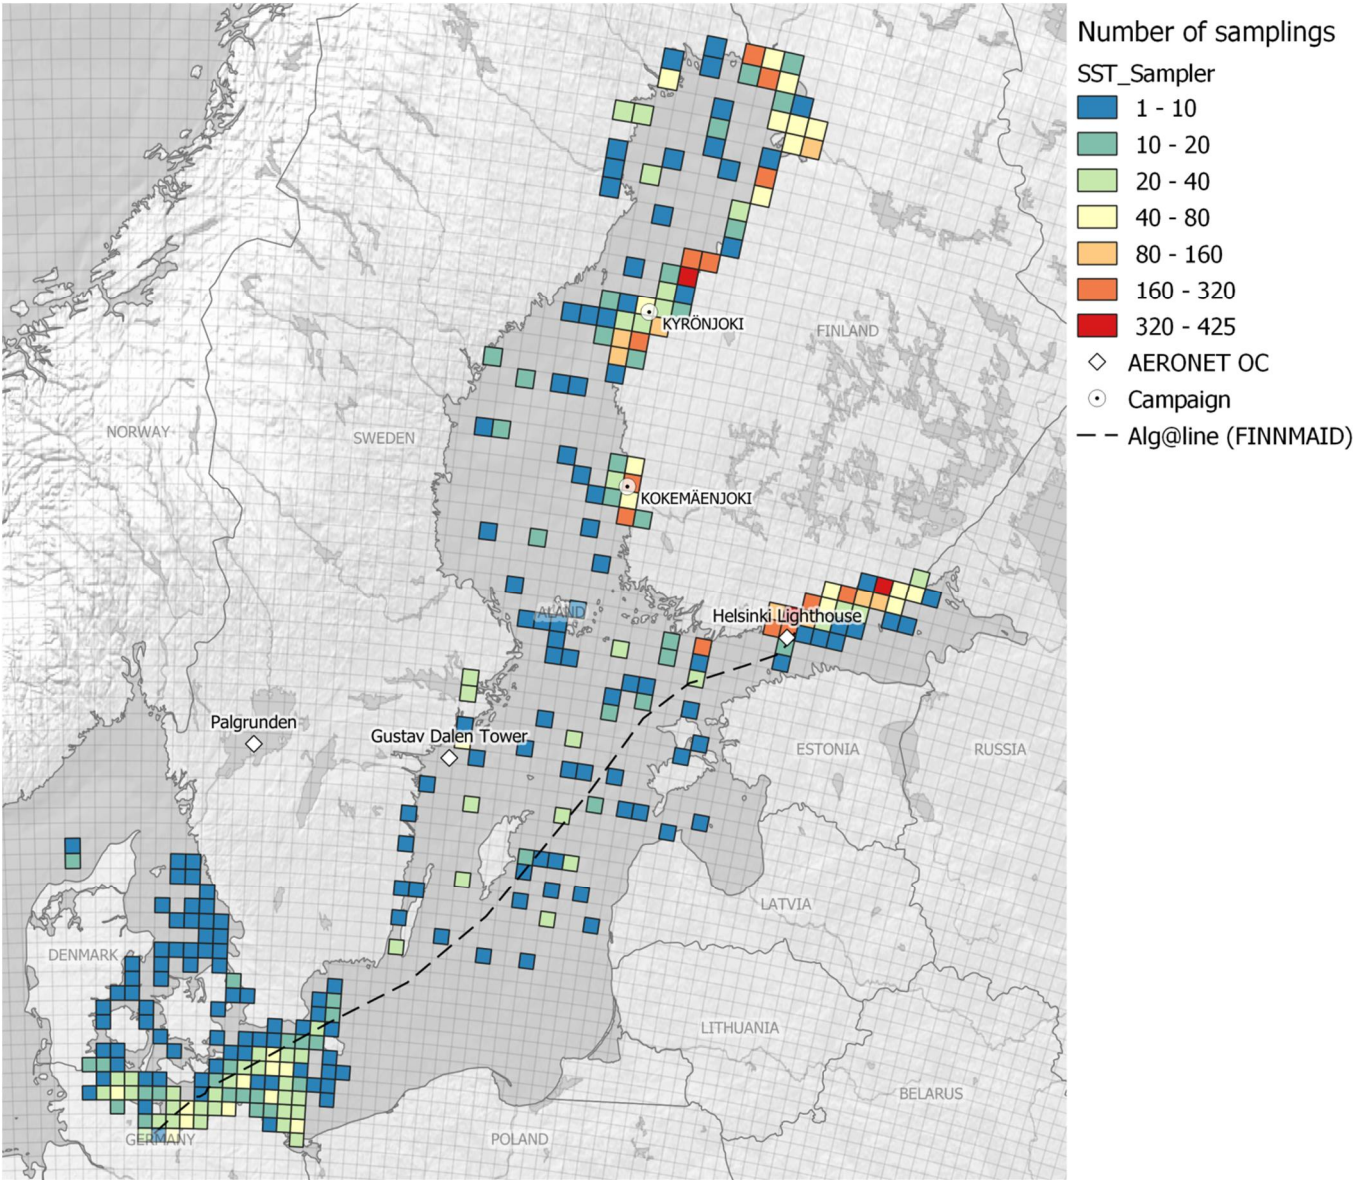 Number of samplings
SST_Sampler
1 - 10
10 - 20
20 - 40
40 - 80
80 - 160
160 - 320
320 - 425
AERONET OC
Campaign
Alg@line (FINNMAID)
KYRÖNJOKI
FINLAND
NORWAY
SWEDEN
KOKEMÄENJOKI
ÅLAND
Helsinki Lighthouse
Palgrunden
Gustav Dalen Tower
ESTONIA
RUSSIA
LATVIA
DENMARK
LITHUANIA
BELARUS
GERMANY
POLAND